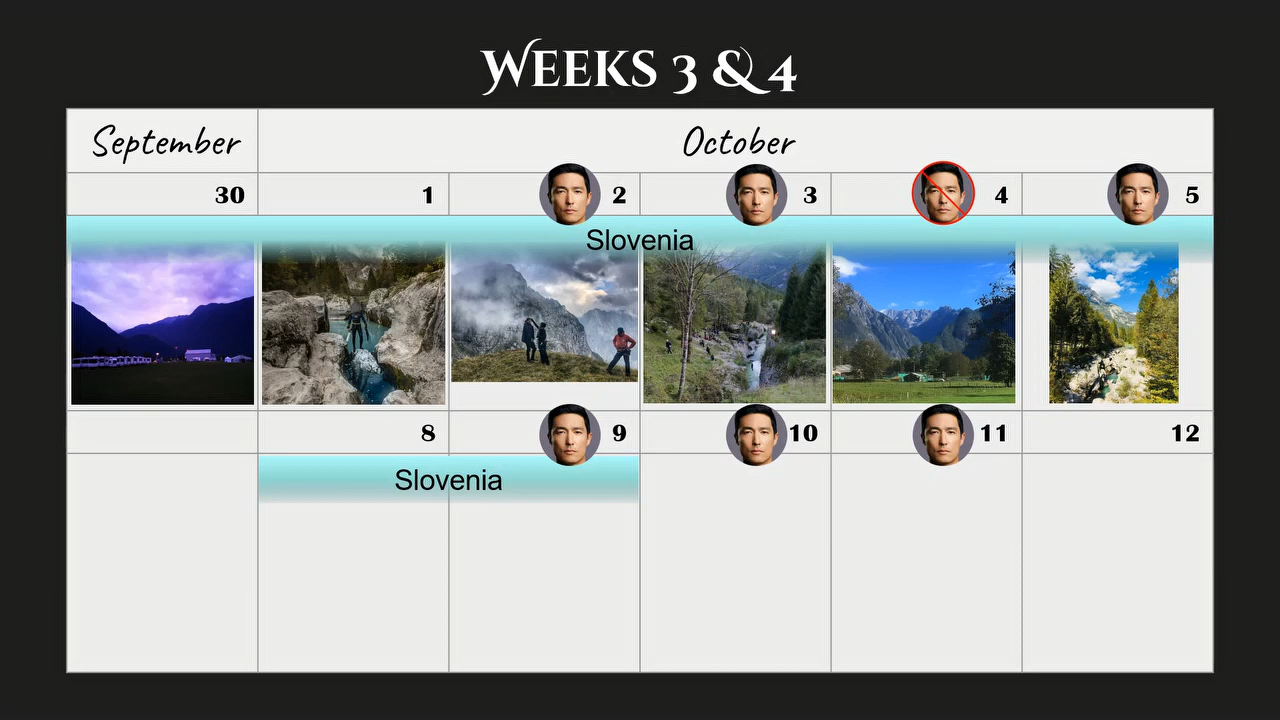 WEEKS 3 & 4
September October
30 1 2 3 4 5
Slovenia
8 9 10 11 12
Slovenia